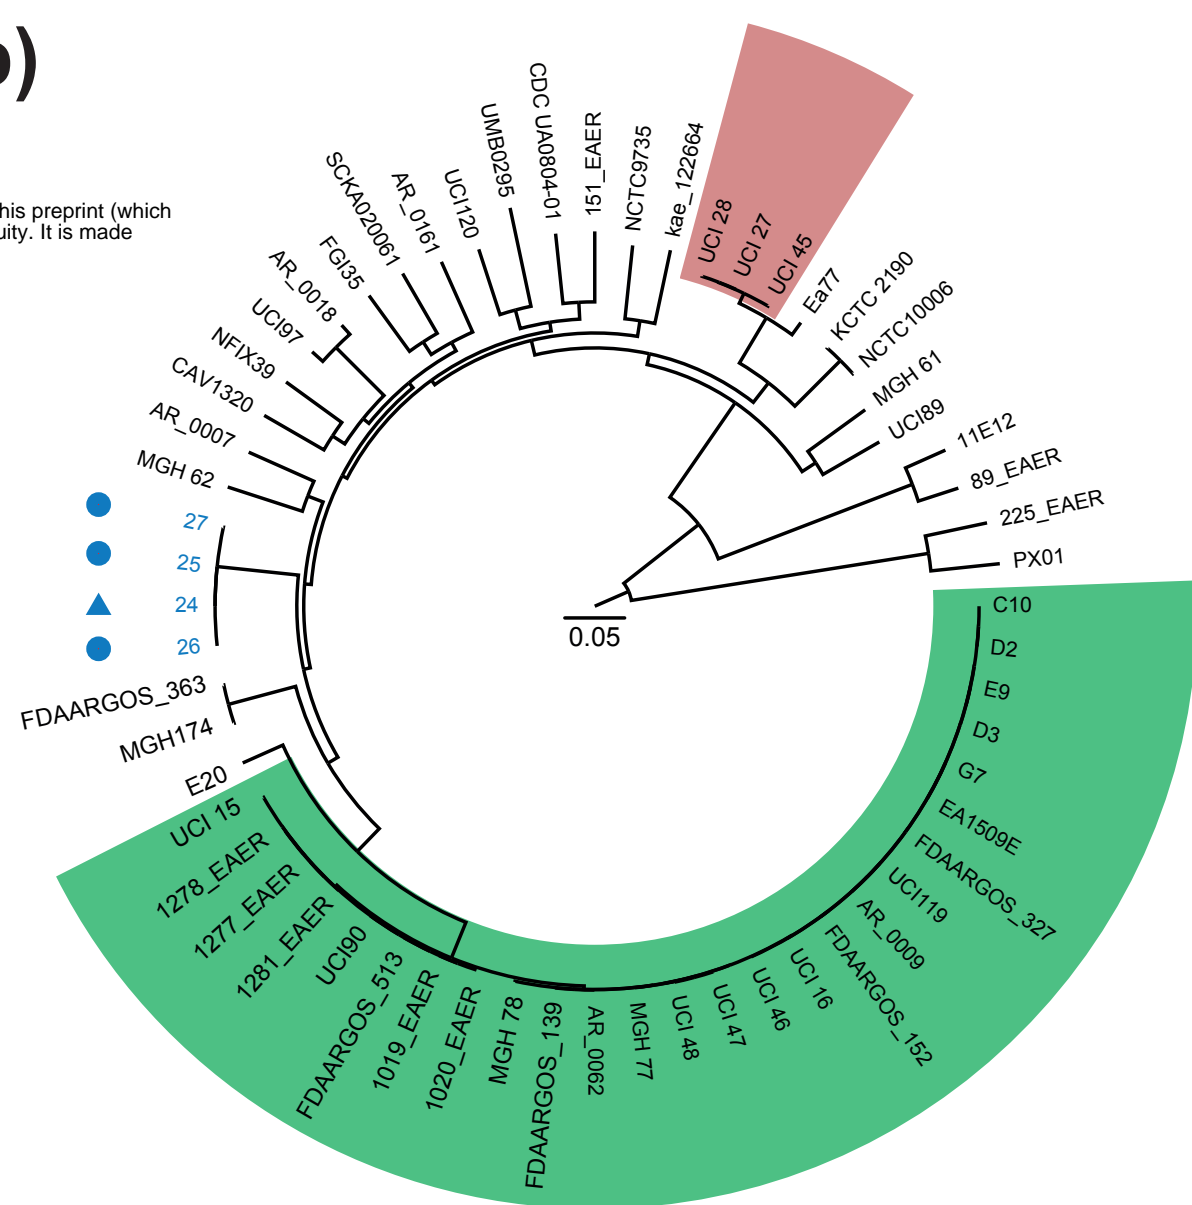 )
his preprint (which
uity. It is made
SCKA020061
AR_0161
UCI120
UMB0295
CDC UA0804-01
151_EAER
NCTC9735
kae_122664
UCI 28
UCI 27
UCI 45
Ea77
KCTC 2190
NCTC10006
MGH 61
UCI89
11E12
89_EAER
225_EAER
PX01
FGI35
AR_0018
UCI97
NFIX39
CAV1320
AR_0007
MGH 62
27
25
24
26
FDAARGOS_363
MGH174
E20
0.05
C10
D2
E9
D3
G7
EA1509E
FDAARGOS_327
UCI119
AR_0009
FDAARGOS_152
UCI 16
UCI 46
UCI 47
UCI 48
MGH 77
AR_0062
FDAARGOS_139
MGH 78
1020_EAER
1019_EAER
FDAARGOS_513
UCI90
1281_EAER
1277_EAER
1278_EAER
UCI 15